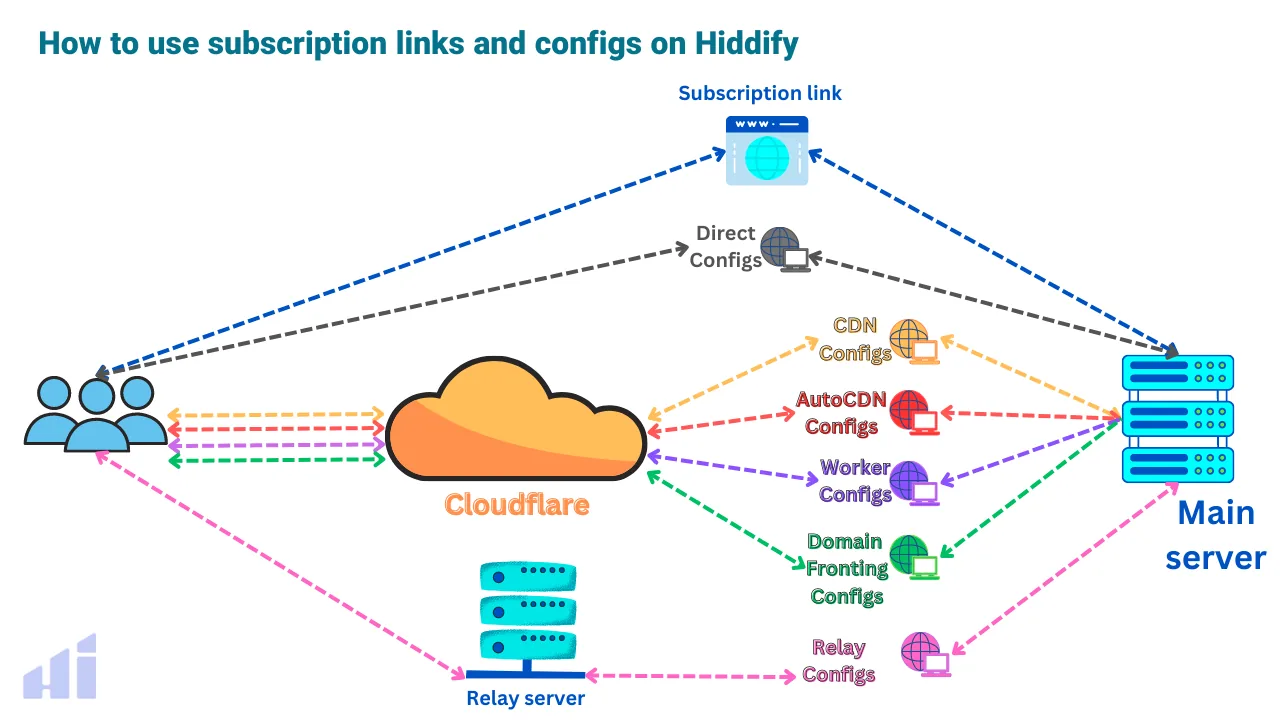 How to use subscription links and configs on Hiddify
Subscription link
www.
Direct
Configs
CDN
Configs
AutoCDN
Configs
Worker
Configs
Cloudflare
Main
server
Domain
Fronting
Configs
Relay
Configs
Relay server